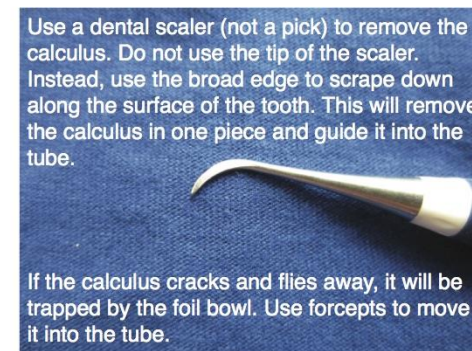 Use a dental scaler (not a pick) to remove the
calculus. Do not use the tip of the scaler.
Instead, use the broad edge to scrape down
along the surface of the tooth. This will remove
the calculus in one piece and guide it into the
tube.
If the calculus cracks and flies away, it will be
trapped by the foil bowl. Use forcepts to move
it into the tube.